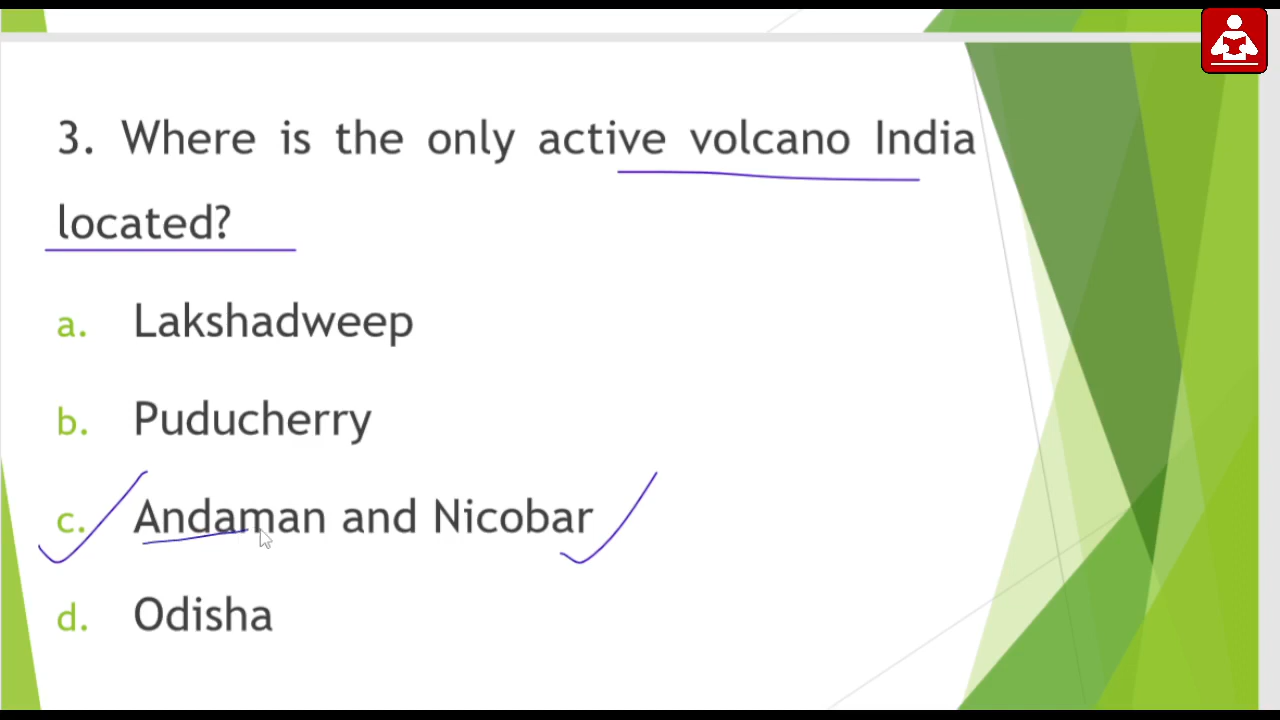 3. Where is the only active volcano India
located?
a. Lakshadweep
b. Puducherry
c. Andaman and Nicobar
d. Odisha